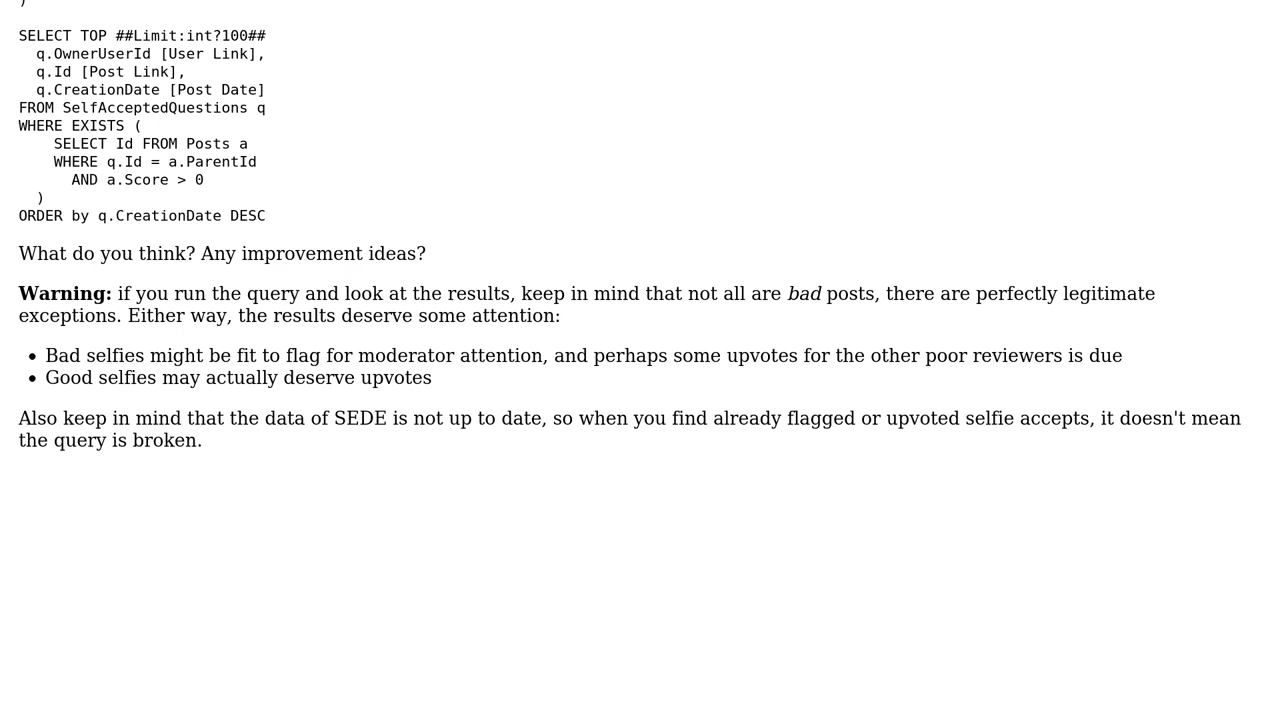 )
SELECT TOP ##Limit:int?100##
  q.OwnerUserId [User Link],
  q.Id [Post Link],
  q.CreationDate [Post Date]
FROM SelfAcceptedQuestions q
WHERE EXISTS (
    SELECT Id FROM Posts a
    WHERE q.Id = a.ParentId
      AND a.Score > 0
  )
ORDER by q.CreationDate DESC
What do you think? Any improvement ideas?
Warning: if you run the query and look at the results, keep in mind that not all are bad posts, there are perfectly legitimate
exceptions. Either way, the results deserve some attention:
• Bad selfies might be fit to flag for moderator attention, and perhaps some upvotes for the other poor reviewers is due
• Good selfies may actually deserve upvotes
Also keep in mind that the data of SEDE is not up to date, so when you find already flagged or upvoted selfie accepts, it doesn't mean
the query is broken.